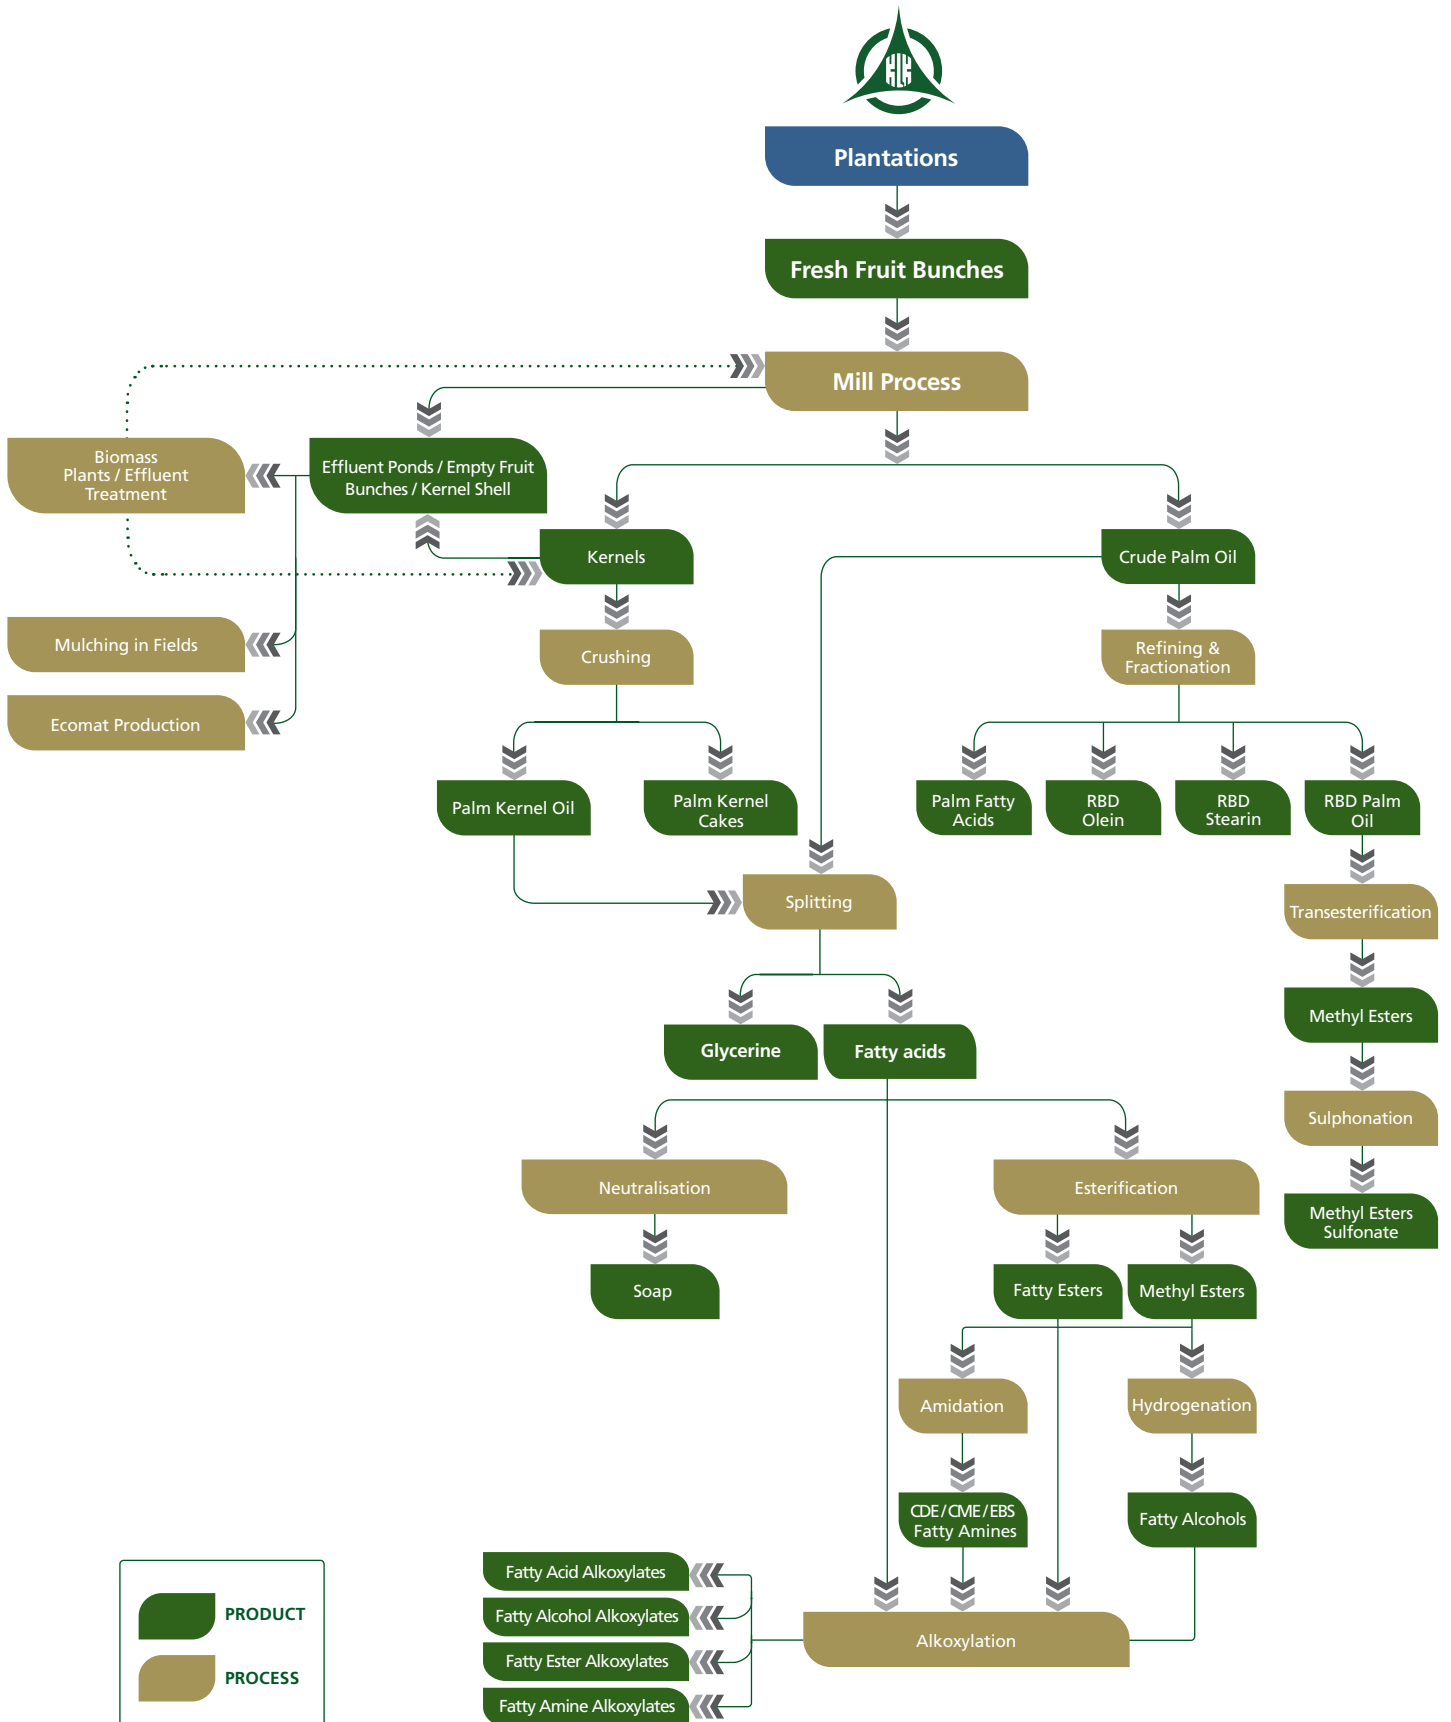 Plantations
Fresh Fruit Bunches
Mill Process
Biomass
Plants / Effluent
Treatment
Effluent Ponds / Empty Fruit
Bunches / Kernel Shell
Kernels
Crude Palm Oil
Mulching in Fields
Crushing
Refining &
Fractionation
Ecomat Production
Palm Kernel Oil
Palm Kernel
Cakes
Palm Fatty
Acids
RBD
Olein
RBD
Stearin
RBD Palm
Oil
Splitting
Transesterification
Glycerine
Fatty acids
Methyl Esters
Sulphonation
Neutralisation
Esterification
Methyl Esters
Sulfonate
Soap
Fatty Esters
Methyl Esters
Amidation
Hydrogenation
CDE / CME / EBS
Fatty Amines
Fatty Alcohols
Fatty Acid Alkoxylates
Fatty Alcohol Alkoxylates
Fatty Ester Alkoxylates
Fatty Amine Alkoxylates
Alkoxylation
PRODUCT
PROCESS